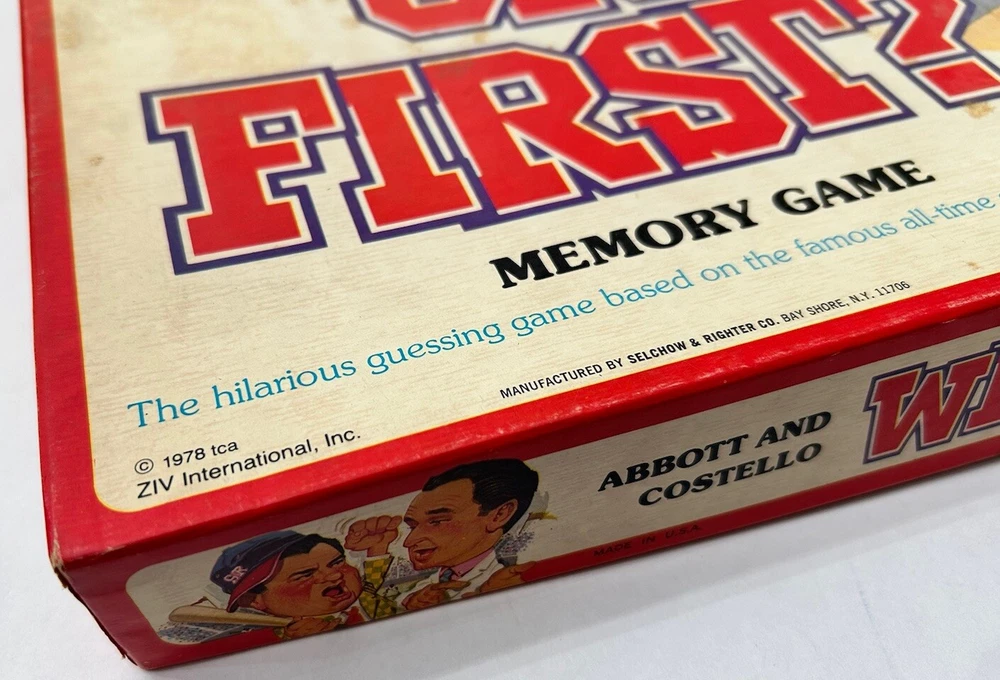 FIRST?
MEMORY GAME
The hilarious guessing game based on the famous all-time
MANUFACTURED BY SELCHOW & RIGHTER CO. BAY SHORE, N.Y. 11706
© 1978 tca
ZIV International, Inc.
ABBOTT AND
COSTELLO
MADE IN U.S.A.
SR